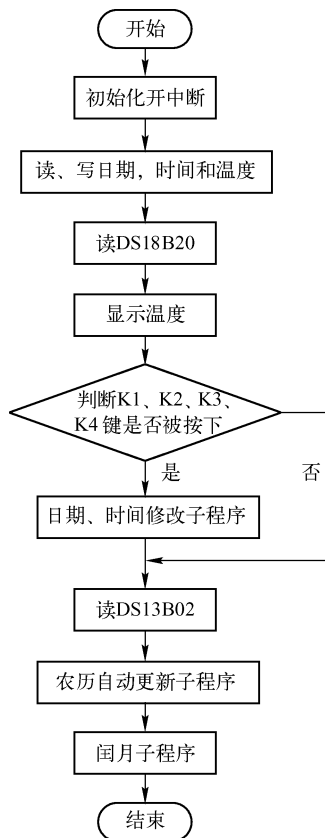 开始
初始化开中断
读、写日期，时间和温度
读DS18B20
显示温度
判断K1、K2、K3、
K4键是否被按下
是
否
日期、时间修改子程序
读DS13B02
农历自动更新子程序
闰月子程序
结束